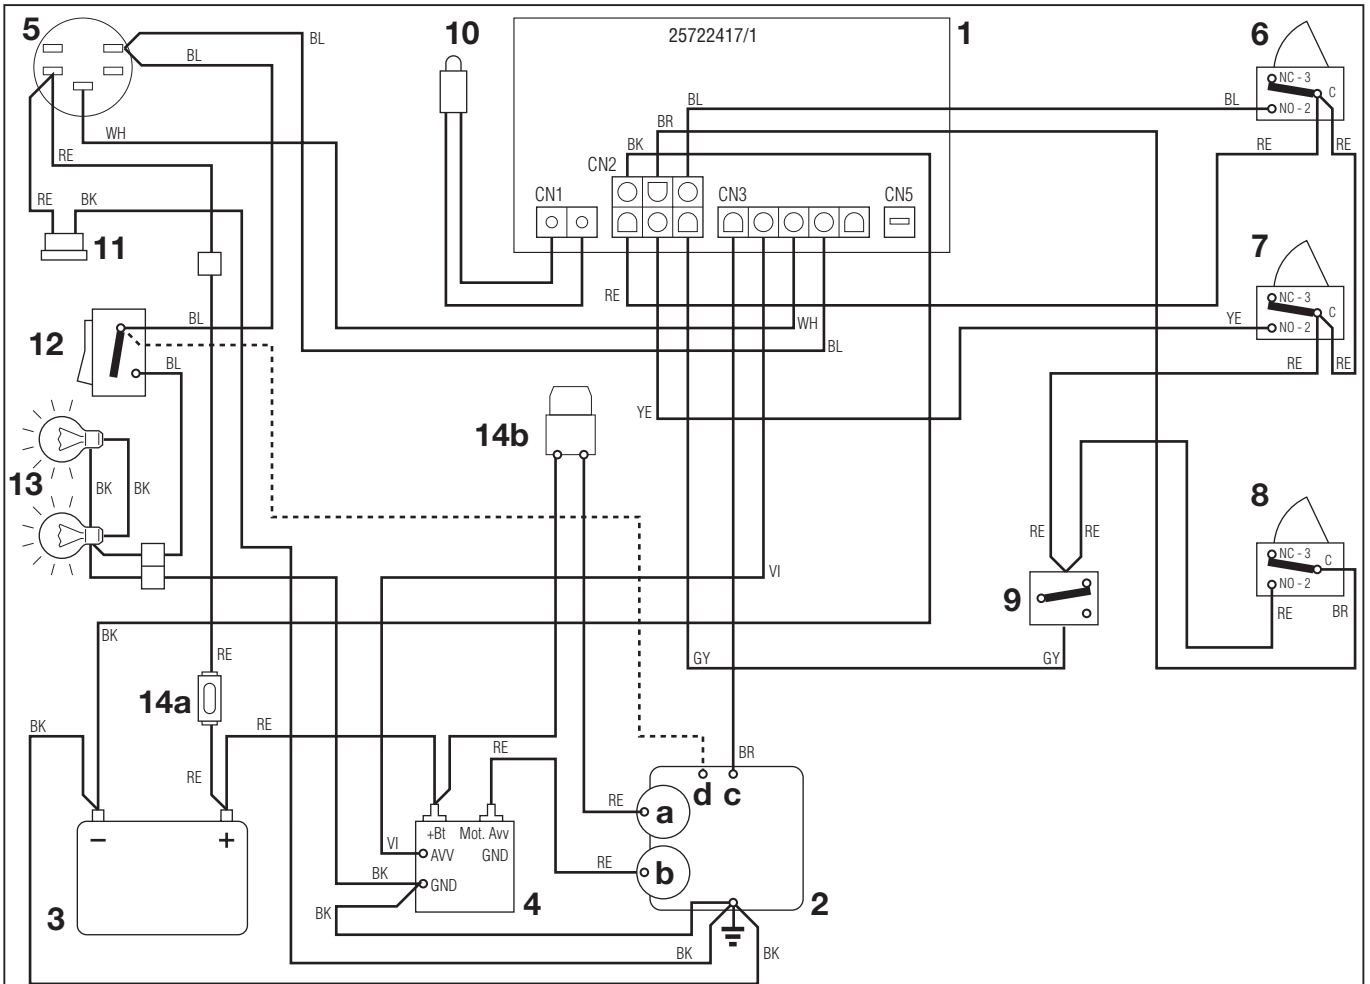 5 10 25722417/1 1 6
BL
BL
NC - 3
C
BL BL
NO - 2
BR
WH
BK RE RE
RE CN2
RE BK CN1 CN3 CN5
11 7
RE NC - 3
C
BL WH YE
NO - 2
12 BL
BL RE RE
YE
14b
13 BK BK 8
RE RE
NC - 3
C
VI
9 NO - 2
RE BR
BK
RE GY GY
14a
BK RE
RE BR
RE
d c
RE a
+Bt Mot. Avv
– +
VI AVV GND
RE b
BK GND
3 4 2
BK
BK BK